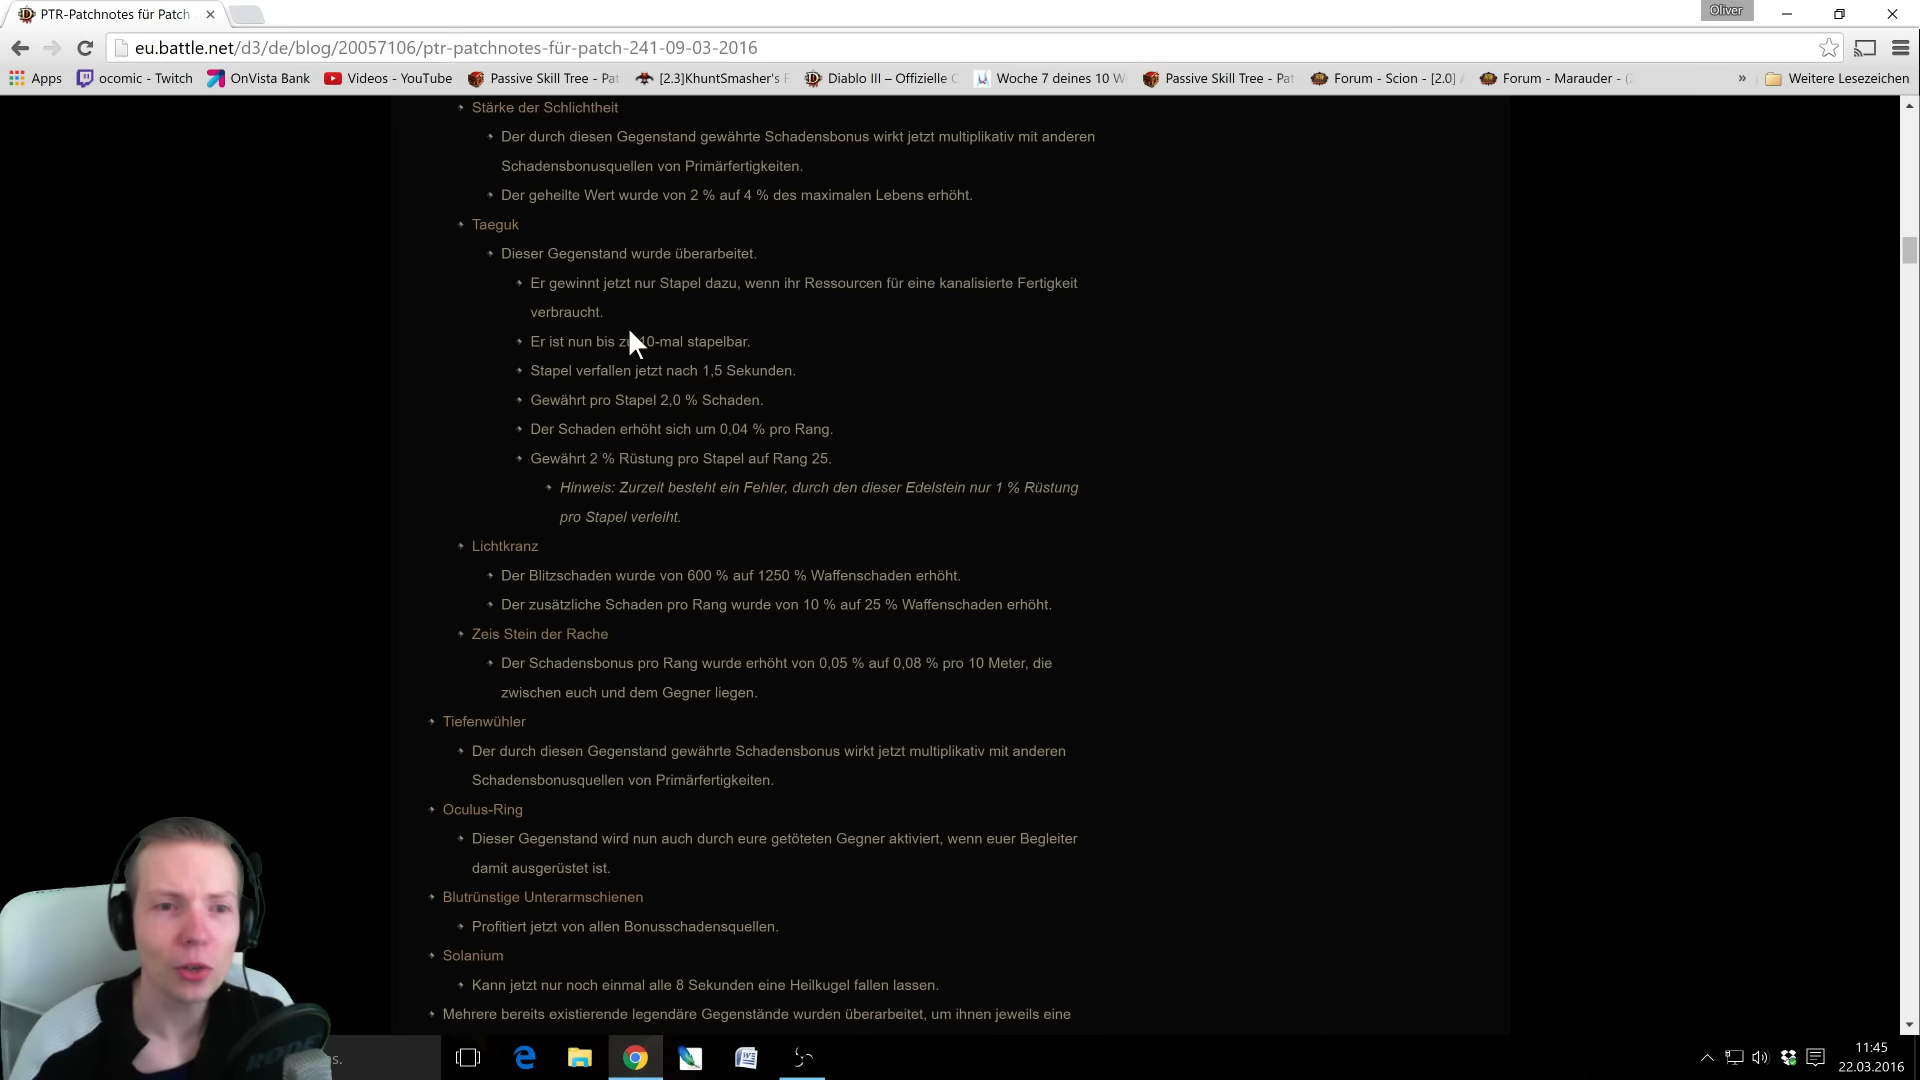 PTR-Patchnotes für Patch
Oliver
eu.battle.net/d3/de/blog/20057106/ptr-patchnotes-für-patch-241-09-03-2016
Apps ocomic - Twitch OnVista Bank Videos - YouTube Passive Skill Tree - Pat [2.3]KhuntSmasher's Diablo III – Offizielle Woche 7 deines 10 W Passive Skill Tree - Pat Forum - Scion - [2.0] Forum - Marauder - » Weitere Lesezeichen
Stärke der Schlichtheit
Der durch diesen Gegenstand gewährte Schadensbonus wirkt jetzt multiplikativ mit anderen
Schadensbonusquellen von Primärfertigkeiten.
Der geheilte Wert wurde von 2 % auf 4 % des maximalen Lebens erhöht.
Taeguk
Dieser Gegenstand wurde überarbeitet.
Er gewinnt jetzt nur Stapel dazu, wenn ihr Ressourcen für eine kanalisierte Fertigkeit
verbraucht.
Er ist nun bis zu 10-mal stapelbar.
Stapel verfallen jetzt nach 1,5 Sekunden.
Gewährt pro Stapel 2,0 % Schaden.
Der Schaden erhöht sich um 0,04 % pro Rang.
Gewährt 2 % Rüstung pro Stapel auf Rang 25.
Hinweis: Zurzeit besteht ein Fehler, durch den dieser Edelstein nur 1 % Rüstung
pro Stapel verleiht.
Lichtkranz
Der Blitzschaden wurde von 600 % auf 1250 % Waffenschaden erhöht.
Der zusätzliche Schaden pro Rang wurde von 10 % auf 25 % Waffenschaden erhöht.
Zeis Stein der Rache
Der Schadensbonus pro Rang wurde erhöht von 0,05 % auf 0,08 % pro 10 Meter, die
zwischen euch und dem Gegner liegen.
Tiefenwühler
Der durch diesen Gegenstand gewährte Schadensbonus wirkt jetzt multiplikativ mit anderen
Schadensbonusquellen von Primärfertigkeiten.
Oculus-Ring
Dieser Gegenstand wird nun auch durch eure getöteten Gegner aktiviert, wenn euer Begleiter
damit ausgerüstet ist.
Blutrünstige Unterarmschienen
Profitiert jetzt von allen Bonusschadensquellen.
Solanium
Kann jetzt nur noch einmal alle 8 Sekunden eine Heilkugel fallen lassen.
Mehrere bereits existierende legendäre Gegenstände wurden überarbeitet, um ihnen jeweils eine
11:45
22.03.2016